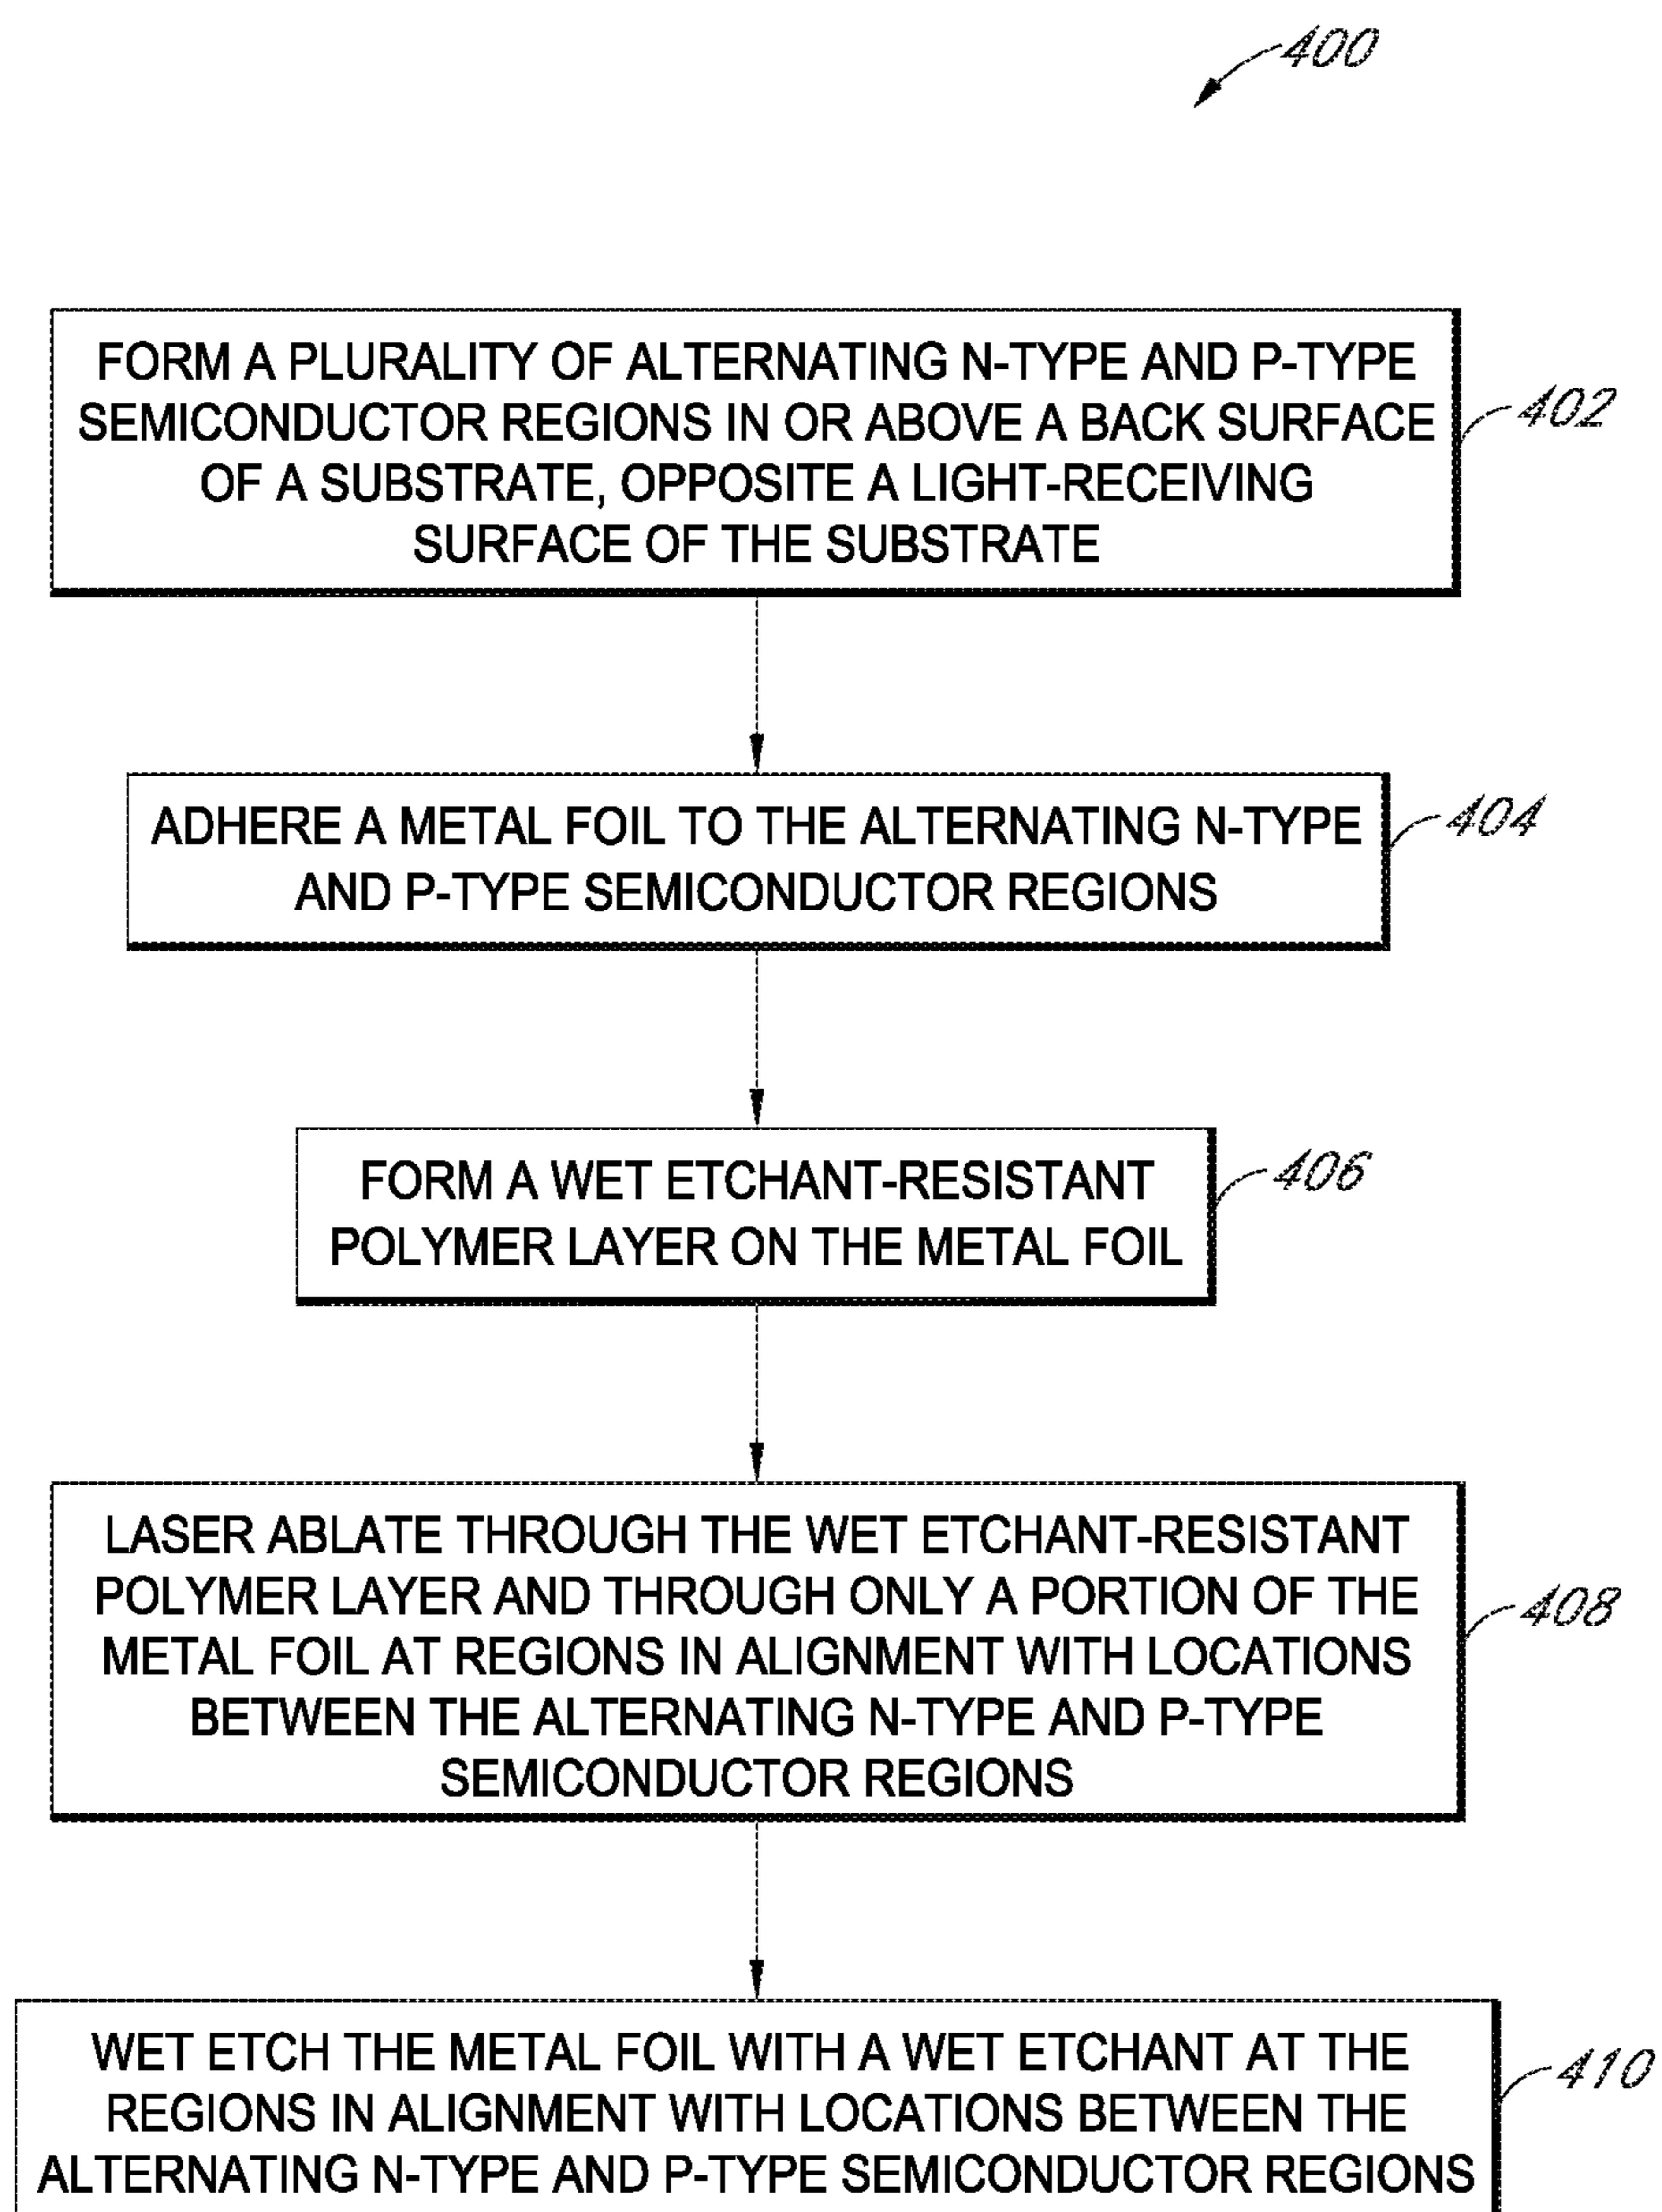 400
FORM A PLURALITY OF ALTERNATING N-TYPE AND P-TYPE
SEMICONDUCTOR REGIONS IN OR ABOVE A BACK SURFACE
OF A SUBSTRATE, OPPOSITE A LIGHT-RECEIVING
SURFACE OF THE SUBSTRATE
402
ADHERE A METAL FOIL TO THE ALTERNATING N-TYPE
AND P-TYPE SEMICONDUCTOR REGIONS
404
FORM A WET ETCHANT-RESISTANT
POLYMER LAYER ON THE METAL FOIL
406
LASER ABLATE THROUGH THE WET ETCHANT-RESISTANT
POLYMER LAYER AND THROUGH ONLY A PORTION OF THE
METAL FOIL AT REGIONS IN ALIGNMENT WITH LOCATIONS
BETWEEN THE ALTERNATING N-TYPE AND P-TYPE
SEMICONDUCTOR REGIONS
408
WET ETCH THE METAL FOIL WITH A WET ETCHANT AT THE
REGIONS IN ALIGNMENT WITH LOCATIONS BETWEEN THE
ALTERNATING N-TYPE AND P-TYPE SEMICONDUCTOR REGIONS
410